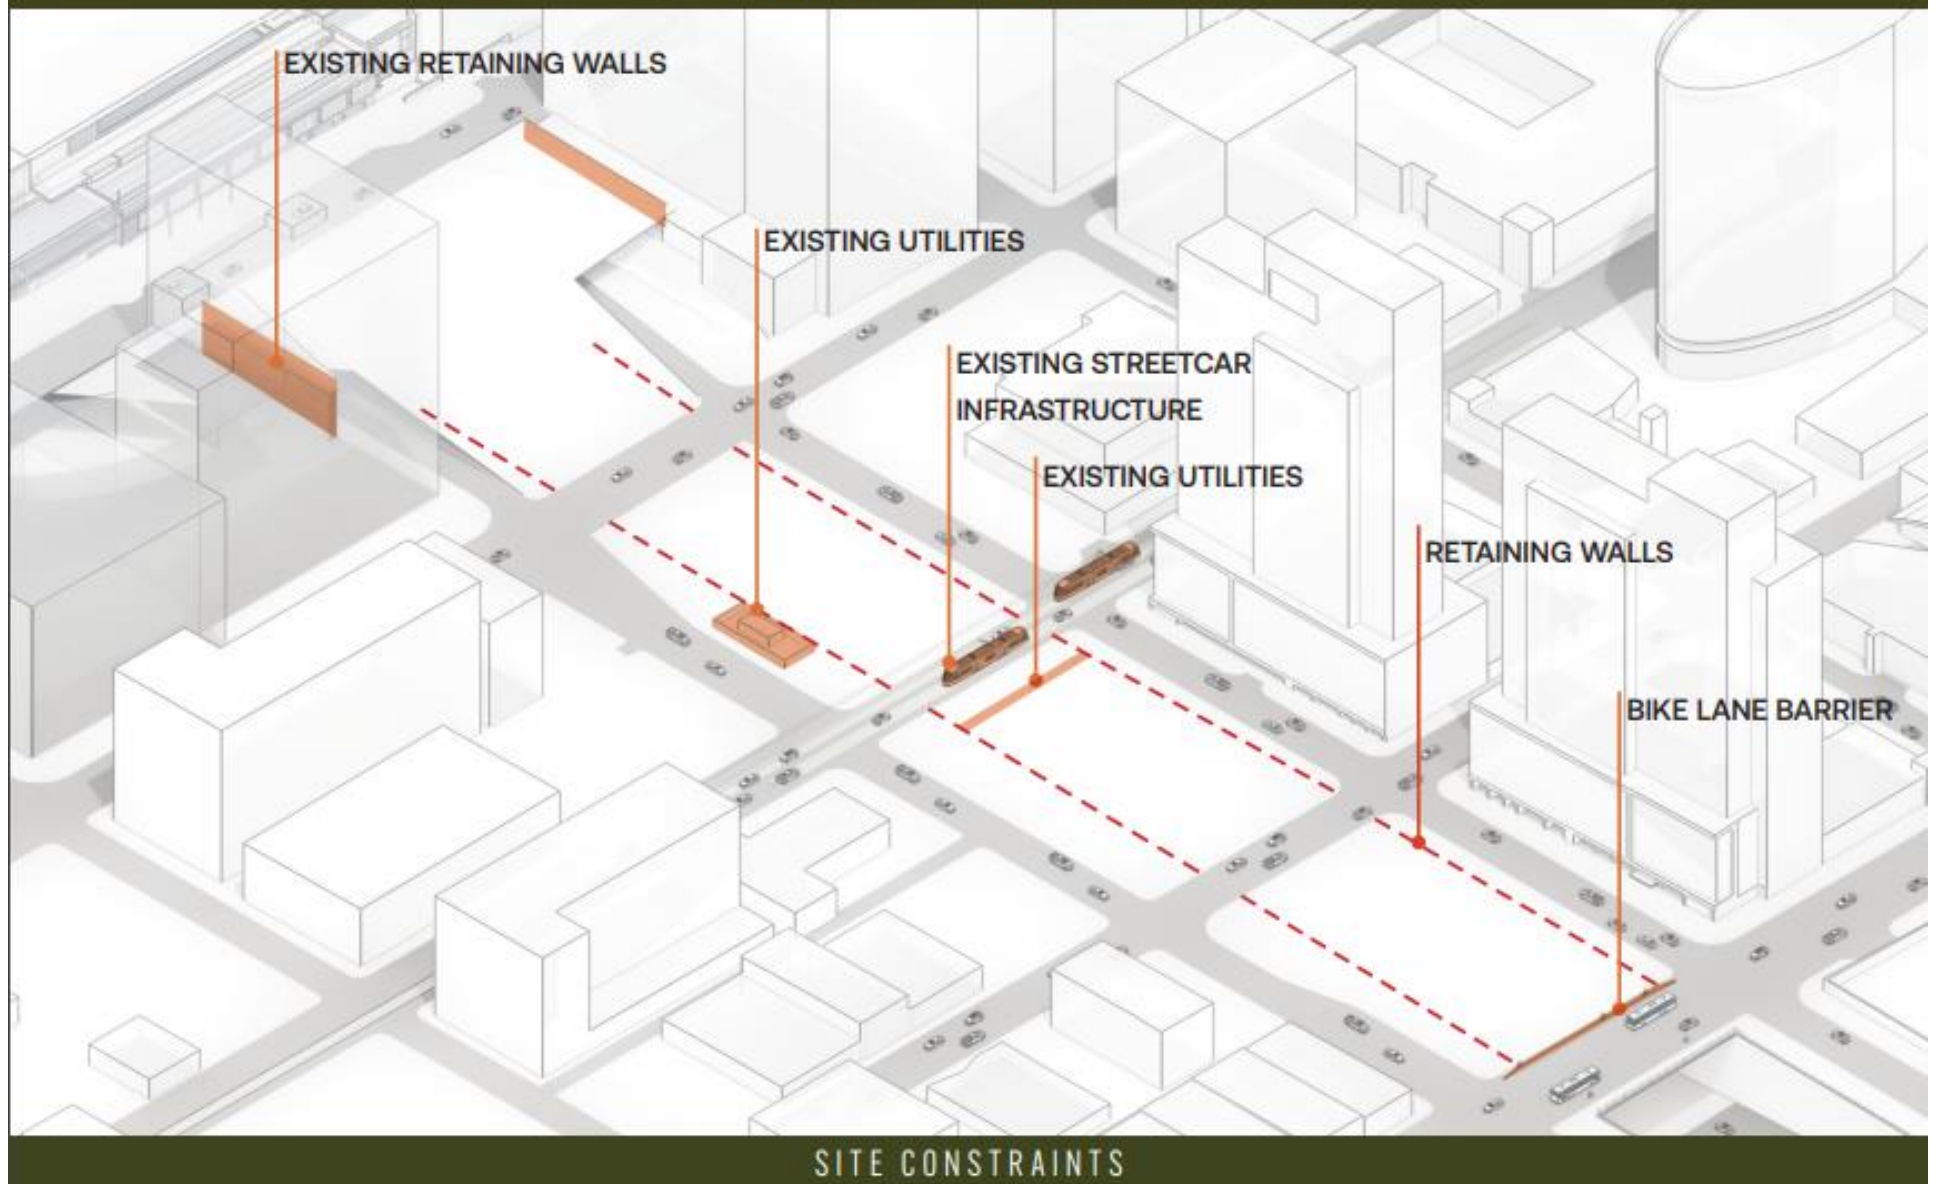 EXISTING RETAINING WALLS
EXISTING UTILITIES
EXISTING STREETCAR
INFRASTRUCTURE
EXISTING UTILITIES
RETAINING WALLS
BIKE LANE BARRIER
SITE CONSTRAINTS